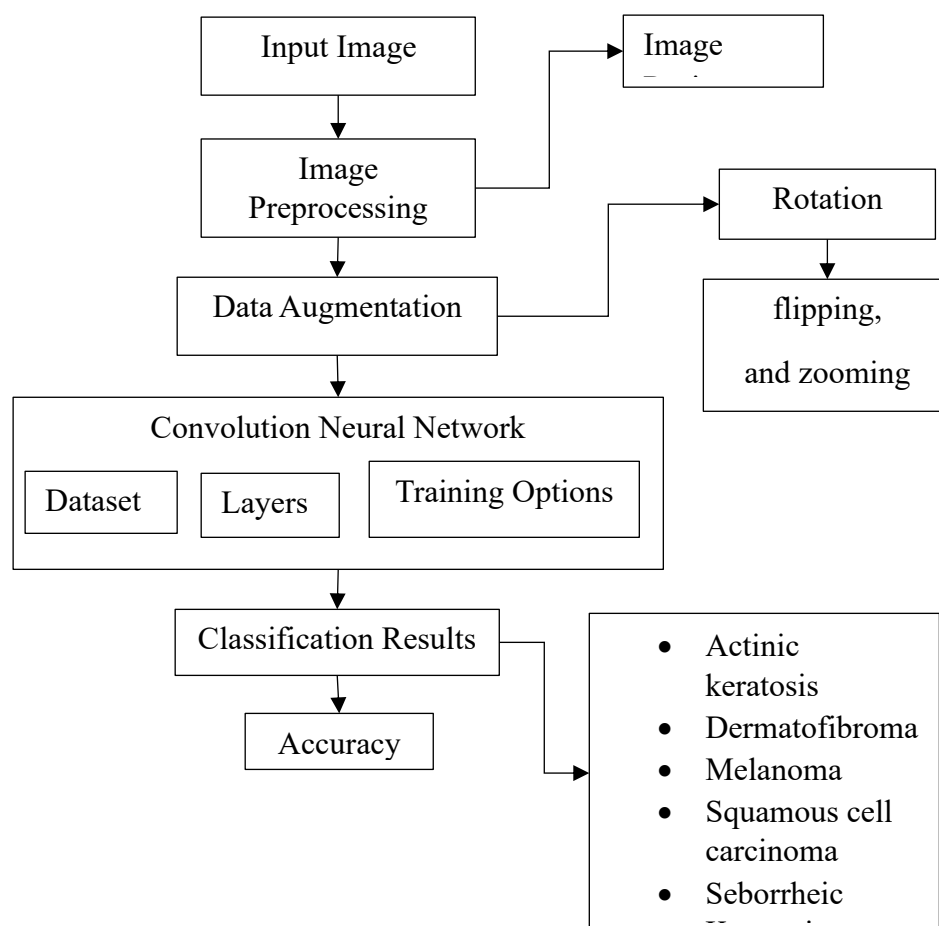 Input Image
Image
Image
Preprocessing
Rotation
Data Augmentation
flipping,
and zooming
Convolution Neural Network
Dataset
Layers
Training Options
Classification Results
Accuracy
• Actinic
keratosis
• Dermatofibroma
• Melanoma
• Squamous cell
carcinoma
• Seborrheic